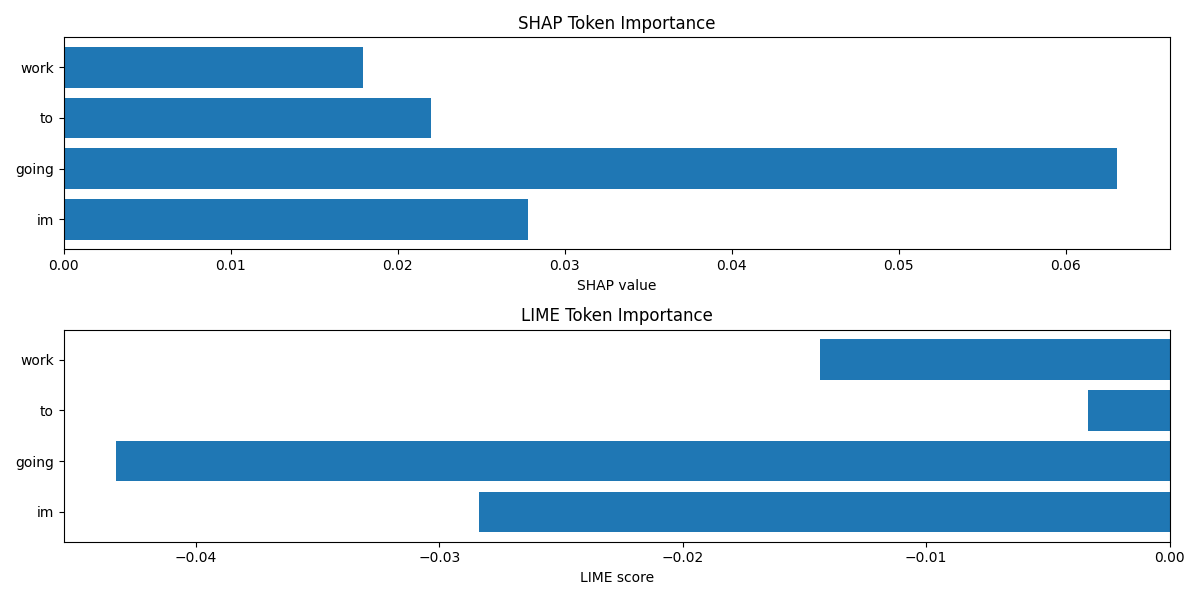 SHAP Token Importance
work
to
going
im
0.00 0.01 0.02 0.03 0.04 0.05 0.06
SHAP value
LIME Token Importance
work
to
going
im
−0.04 −0.03 −0.02 −0.01 0.00
LIME score